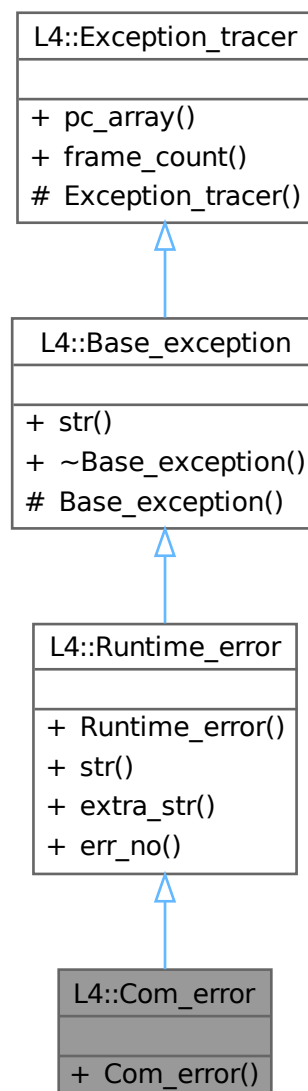 L4::Exception_tracer
+ pc_array()
+ frame_count()
# Exception_tracer()
L4::Base_exception
+ str()
+ ~Base_exception()
# Base_exception()
L4::Runtime_error
+ Runtime_error()
+ str()
+ extra_str()
+ err_no()
L4::Com_error
+ Com_error()